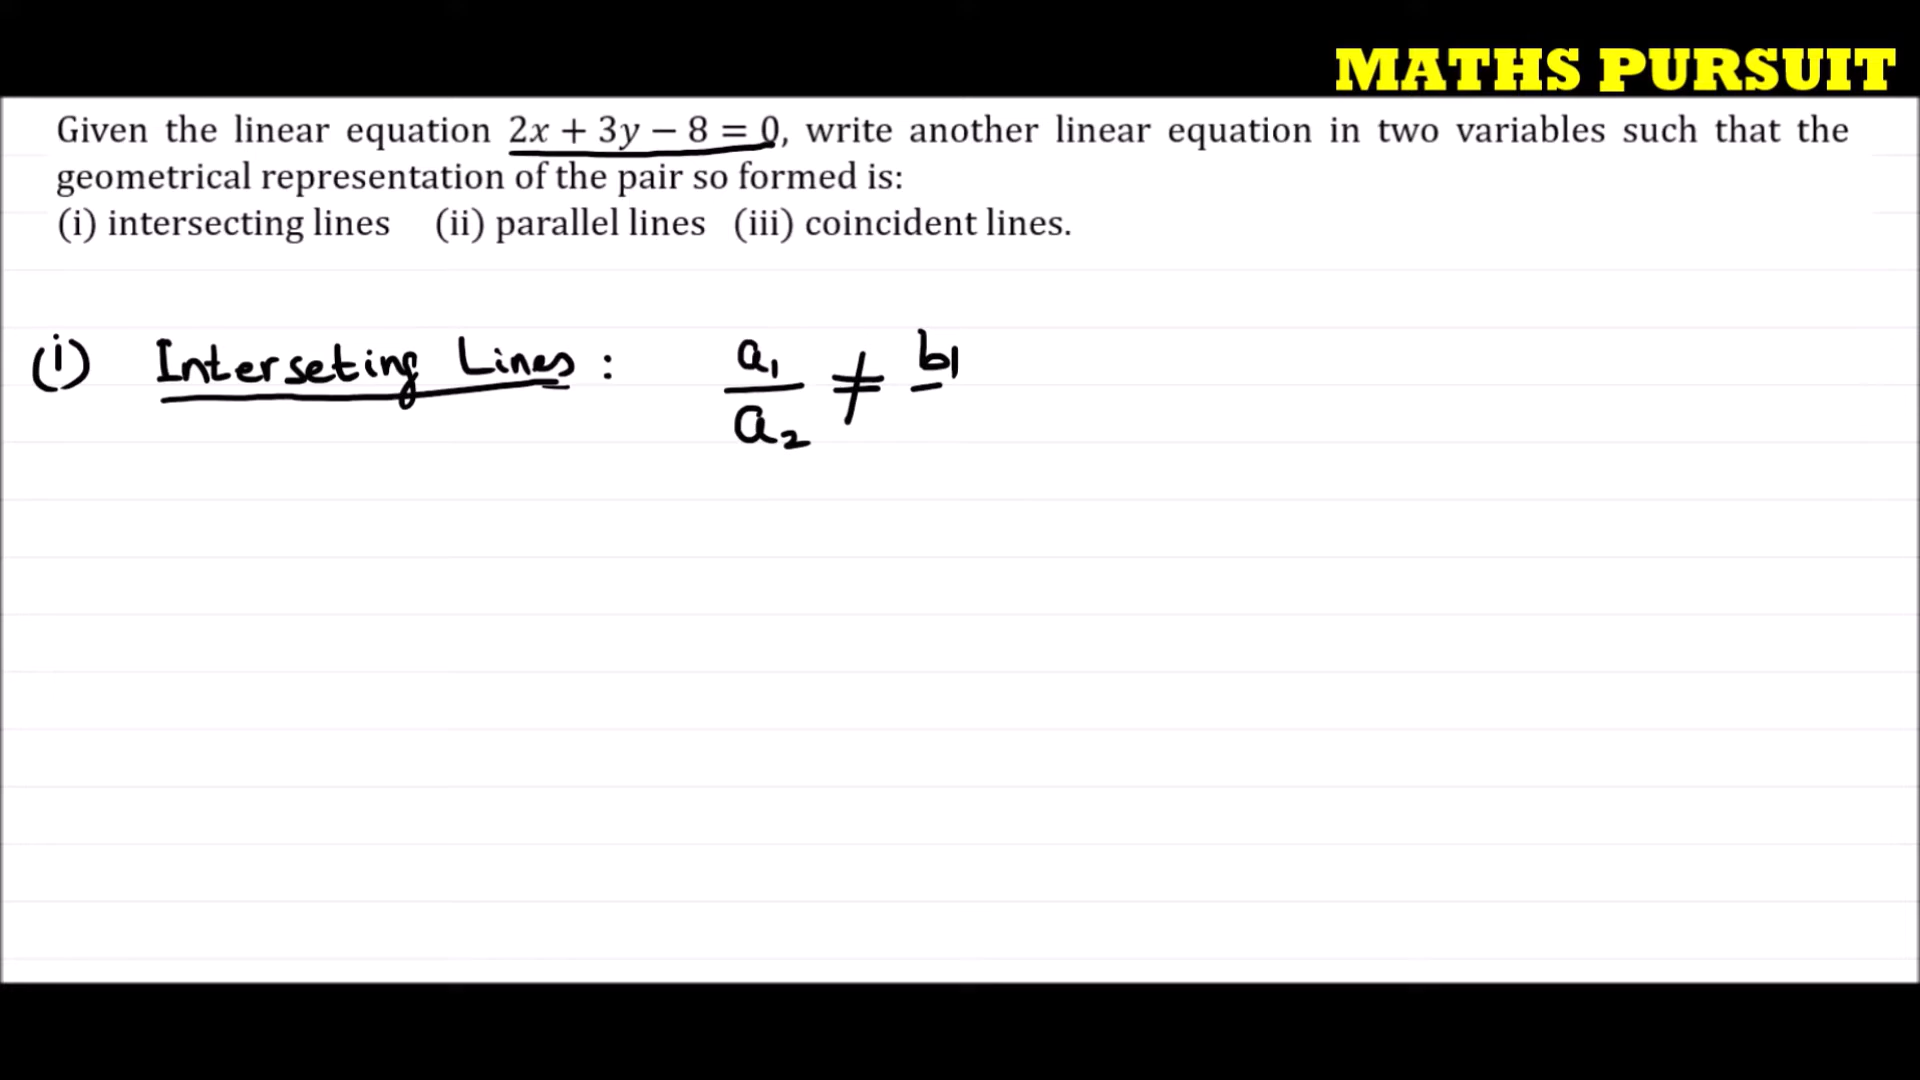 MATHS PURSUIT
Given the linear equation 2x + 3y − 8 = 0, write another linear equation in two variables such that the
geometrical representation of the pair so formed is:
(i) intersecting lines (ii) parallel lines (iii) coincident lines.
(i) Interseting Lines : a₁/a₂ ≠ b₁